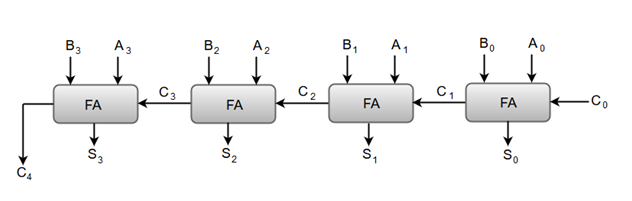 B3 A3 B2 A2 B1 A1 B0 A0
C3 C2 C1
FA FA FA FA C0
S3 S2 S1 S0
C4